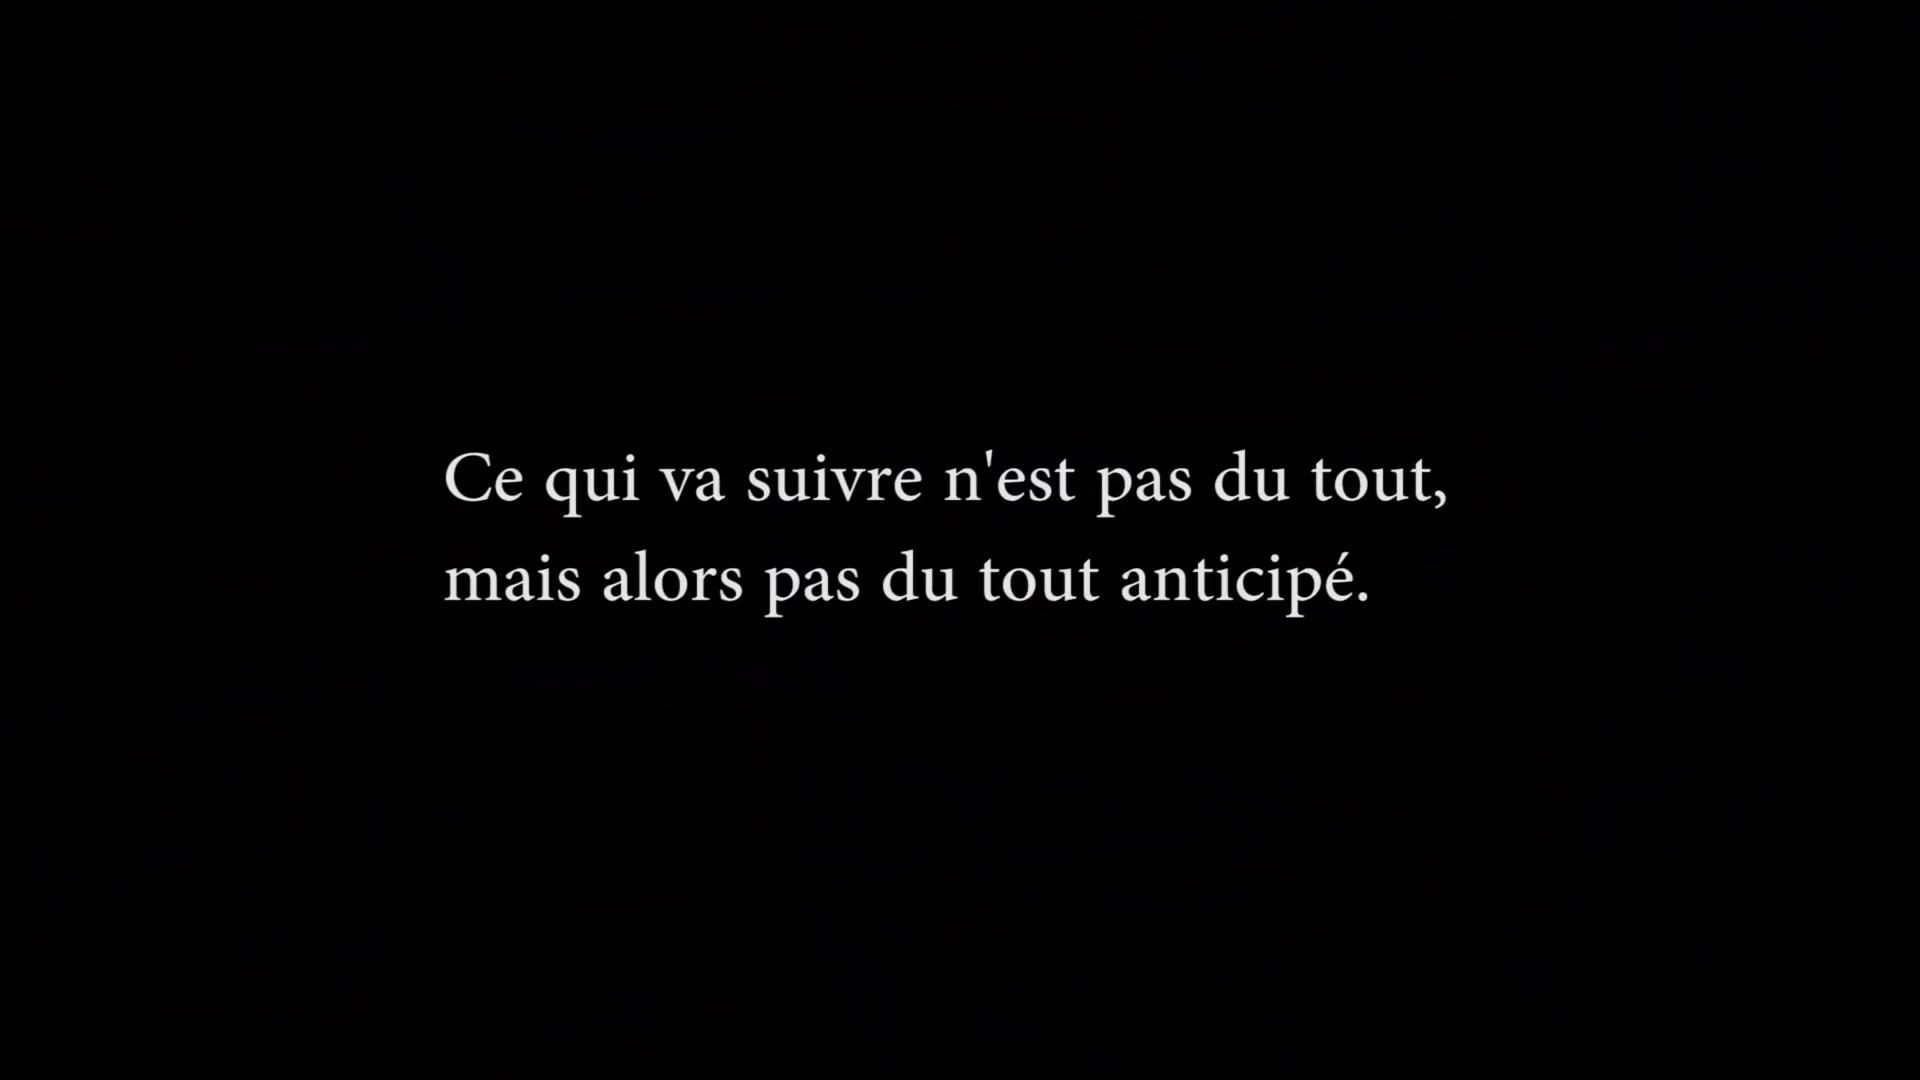 Ce qui va suivre n'est pas du tout,
mais alors pas du tout anticipé.